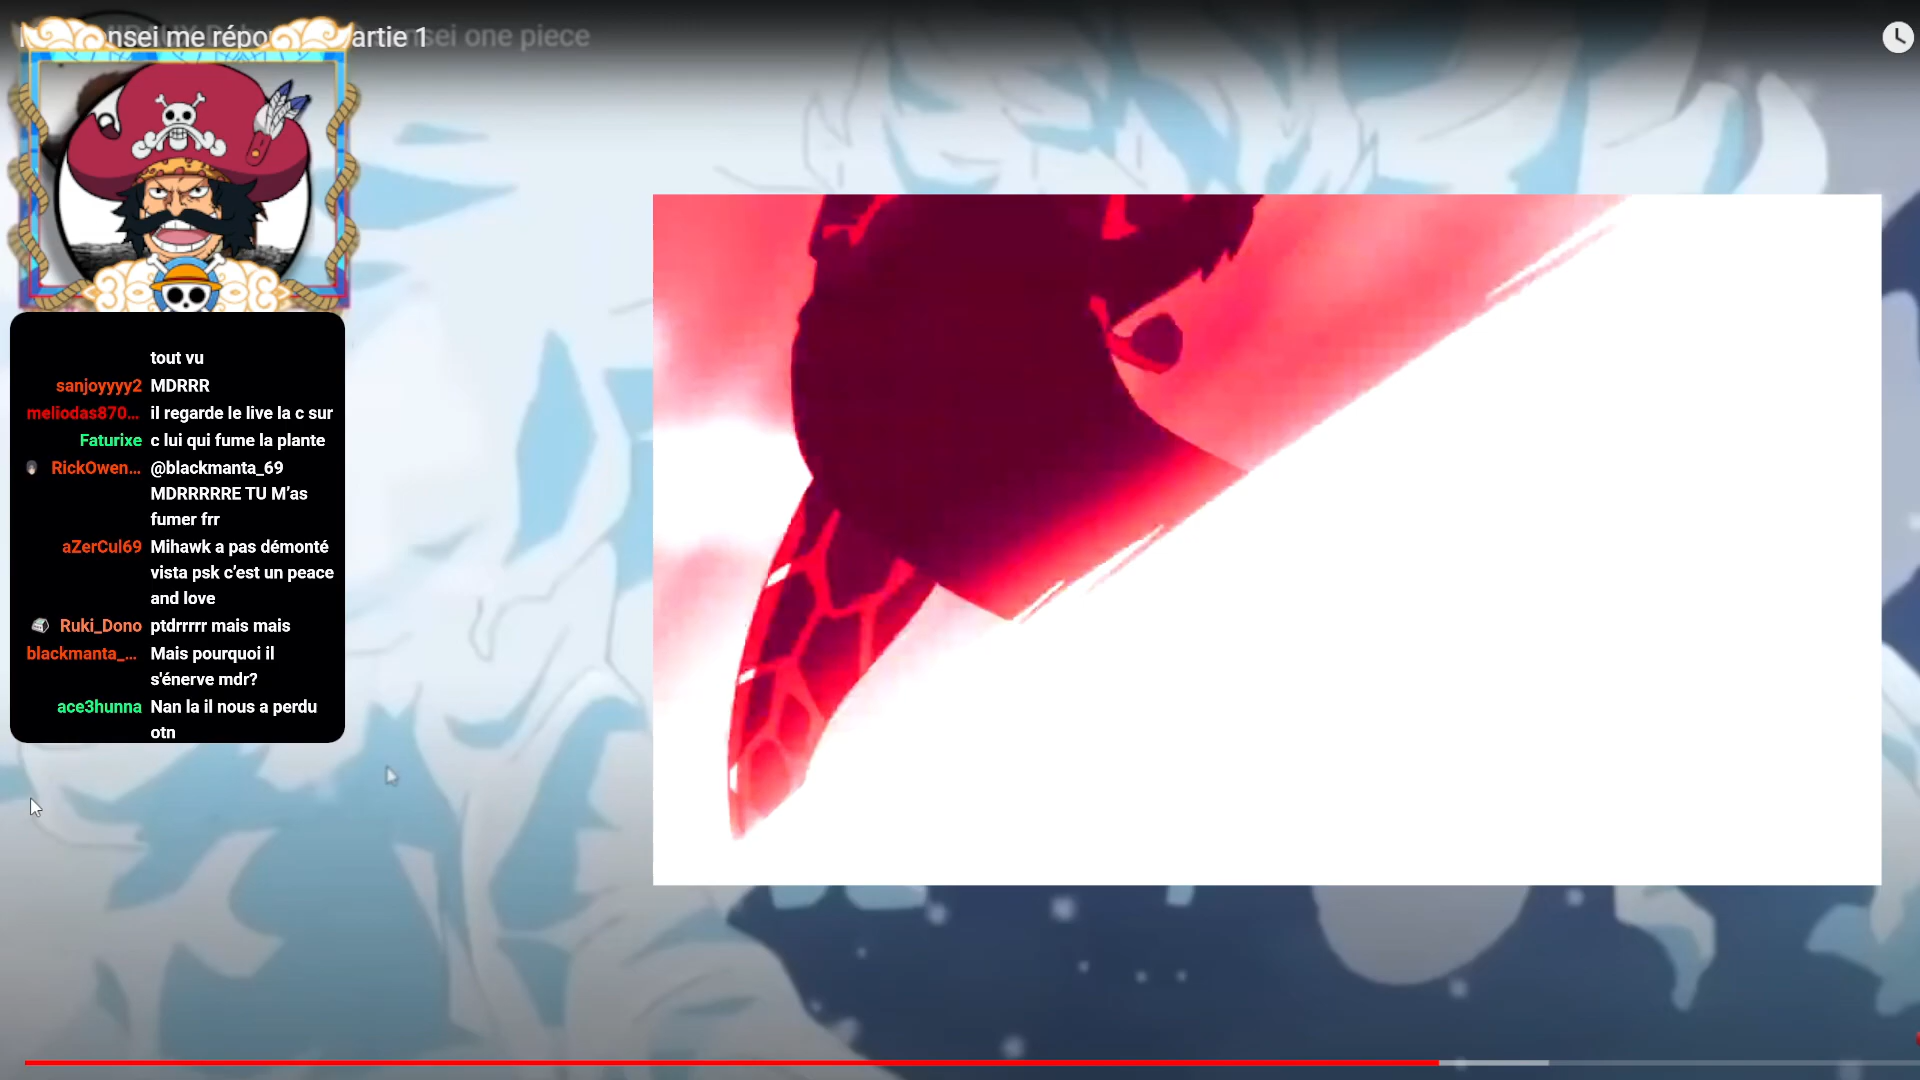 nsei me répo artie 1 nsei one piece
tout vu
sanjoyyyy2 MDRRR
meliodas870... il regarde le live la c sur
Faturixe c lui qui fume la plante
RickOwen... @blackmanta_69
MDRRRRRE TU M’as
fumer frr
aZerCul69 Mihawk a pas démonté
vista psk c’est un peace
and love
Ruki_Dono ptdrrrrr mais mais
blackmanta_... Mais pourquoi il
s'énerve mdr?
ace3hunna Nan la il nous a perdu
otn